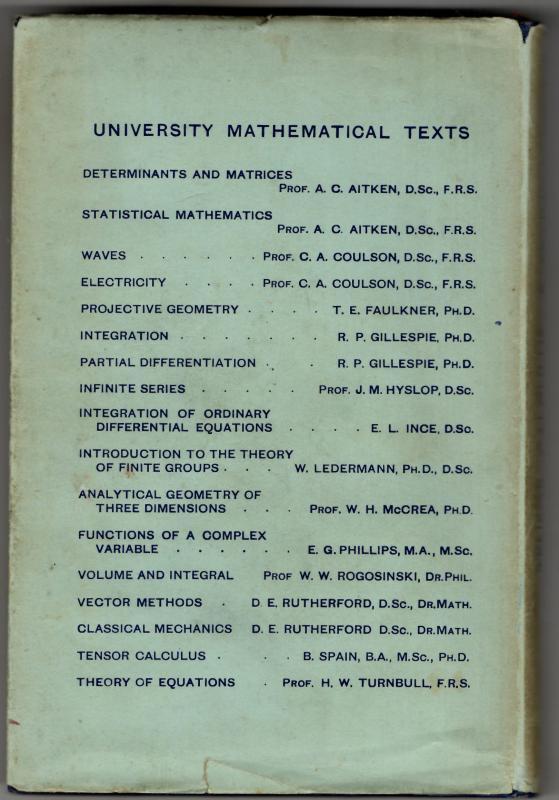 UNIVERSITY MATHEMATICAL TEXTS
DETERMINANTS AND MATRICES
PROF. A. C. AITKEN, D.SC., F.R.S.
STATISTICAL MATHEMATICS
PROF. A. C. AITKEN, D.SC., F.R.S.
WAVES . . . . . . PROF. C. A. COULSON, D.SC., F.R.S.
ELECTRICITY . . . . PROF. C. A. COULSON, D.SC., F.R.S.
PROJECTIVE GEOMETRY . . . . T. E. FAULKNER, PH.D.
INTEGRATION . . . . . . . R. P. GILLESPIE, PH.D.
PARTIAL DIFFERENTIATION . . . R. P. GILLESPIE, PH.D.
INFINITE SERIES . . . . . PROF. J. M. HYSLOP, D.SC.
INTEGRATION OF ORDINARY
DIFFERENTIAL EQUATIONS . . . . E. L. INCE, D.SC.
INTRODUCTION TO THE THEORY
OF FINITE GROUPS . . . W. LEDERMANN, PH.D., D.SC.
ANALYTICAL GEOMETRY OF
THREE DIMENSIONS . . . PROF. W. H. McCREA, PH.D.
FUNCTIONS OF A COMPLEX
VARIABLE . . . . . . E. G. PHILLIPS, M.A., M.SC.
VOLUME AND INTEGRAL PROF W. W. ROGOSINSKI, DR.PHIL.
VECTOR METHODS . D. E. RUTHERFORD, D.SC., DR.MATH.
CLASSICAL MECHANICS D. E. RUTHERFORD D.SC., DR.MATH.
TENSOR CALCULUS . . . B. SPAIN, B.A., M.SC., PH.D.
THEORY OF EQUATIONS . PROF. H. W. TURNBULL, F.R.S.